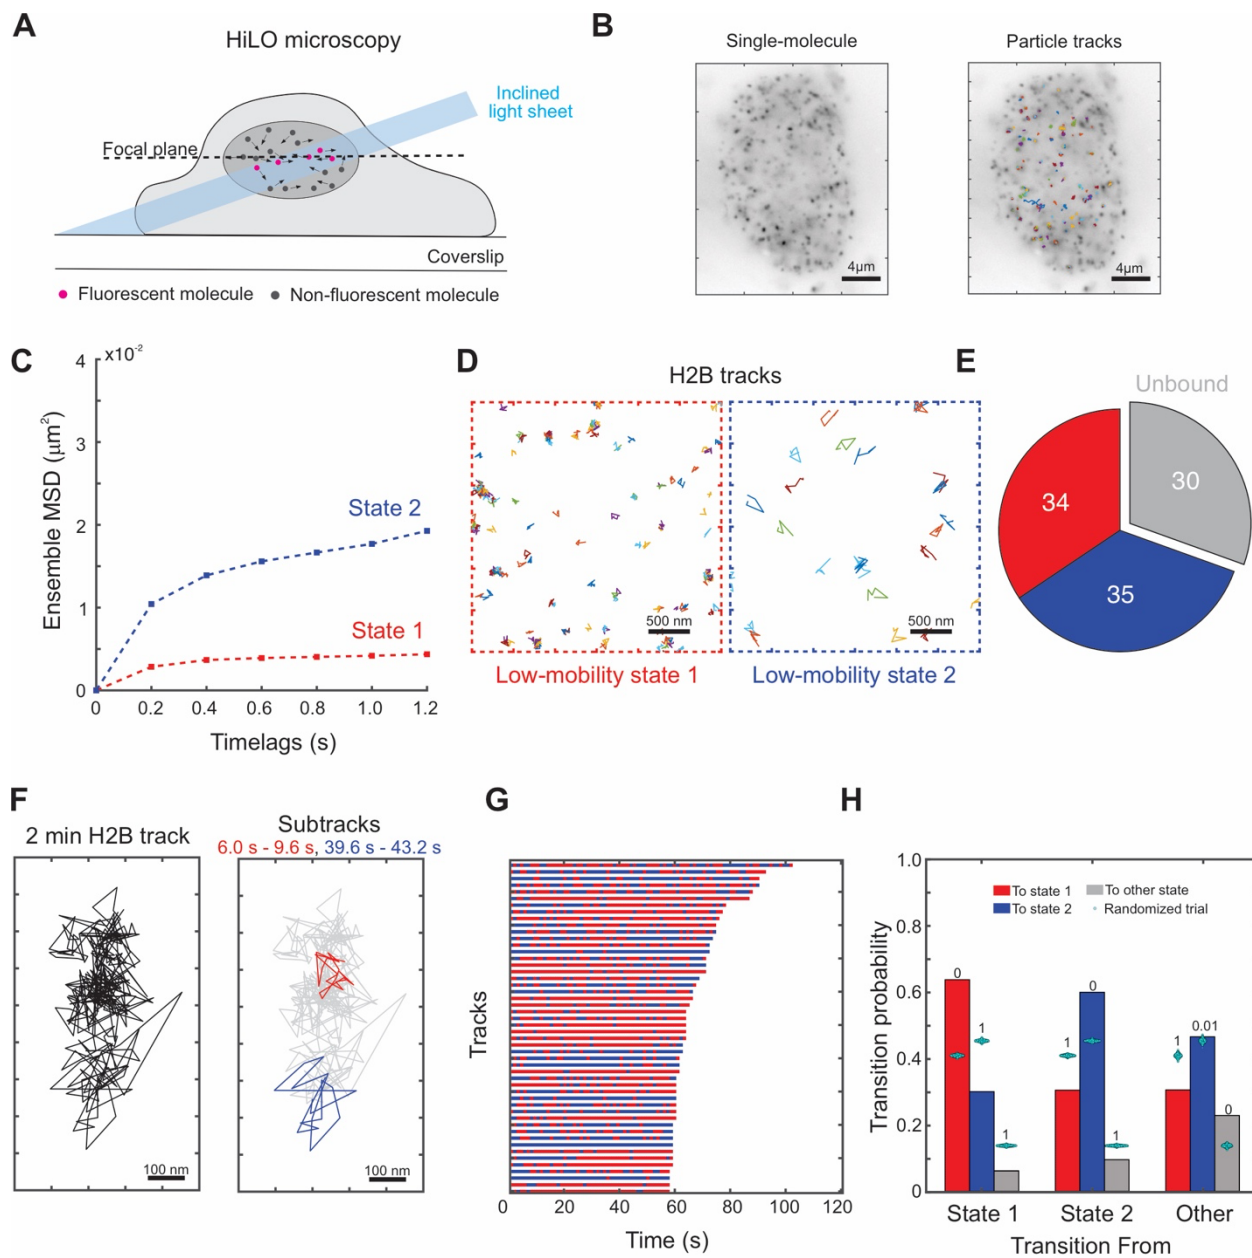 A
HiLO microscopy
Inclined
light sheet
Focal plane
Coverslip
Fluorescent molecule
Non-fluorescent molecule
B
Single-molecule
Particle tracks
4μm
4μm
C
x10⁻²
4
3
2
1
0
Ensemble MSD (μm²)
State 2
State 1
0 0.2 0.4 0.6 0.8 1.0 1.2
Timelags (s)
D
H2B tracks
500 nm
500 nm
Low-mobility state 1
Low-mobility state 2
E
Unbound
30
34
35
F
2 min H2B track
Subtracks
6.0 s - 9.6 s, 39.6 s - 43.2 s
100 nm
100 nm
G
Tracks
0 20 40 60 80 100 120
Time (s)
H
1.0
0.8
0.6
0.4
0.2
0
Transition probability
To state 1
To other state
To state 2
Randomized trial
0
1
1
1
0
1
1
0.01
0
State 1 State 2 Other
Transition From